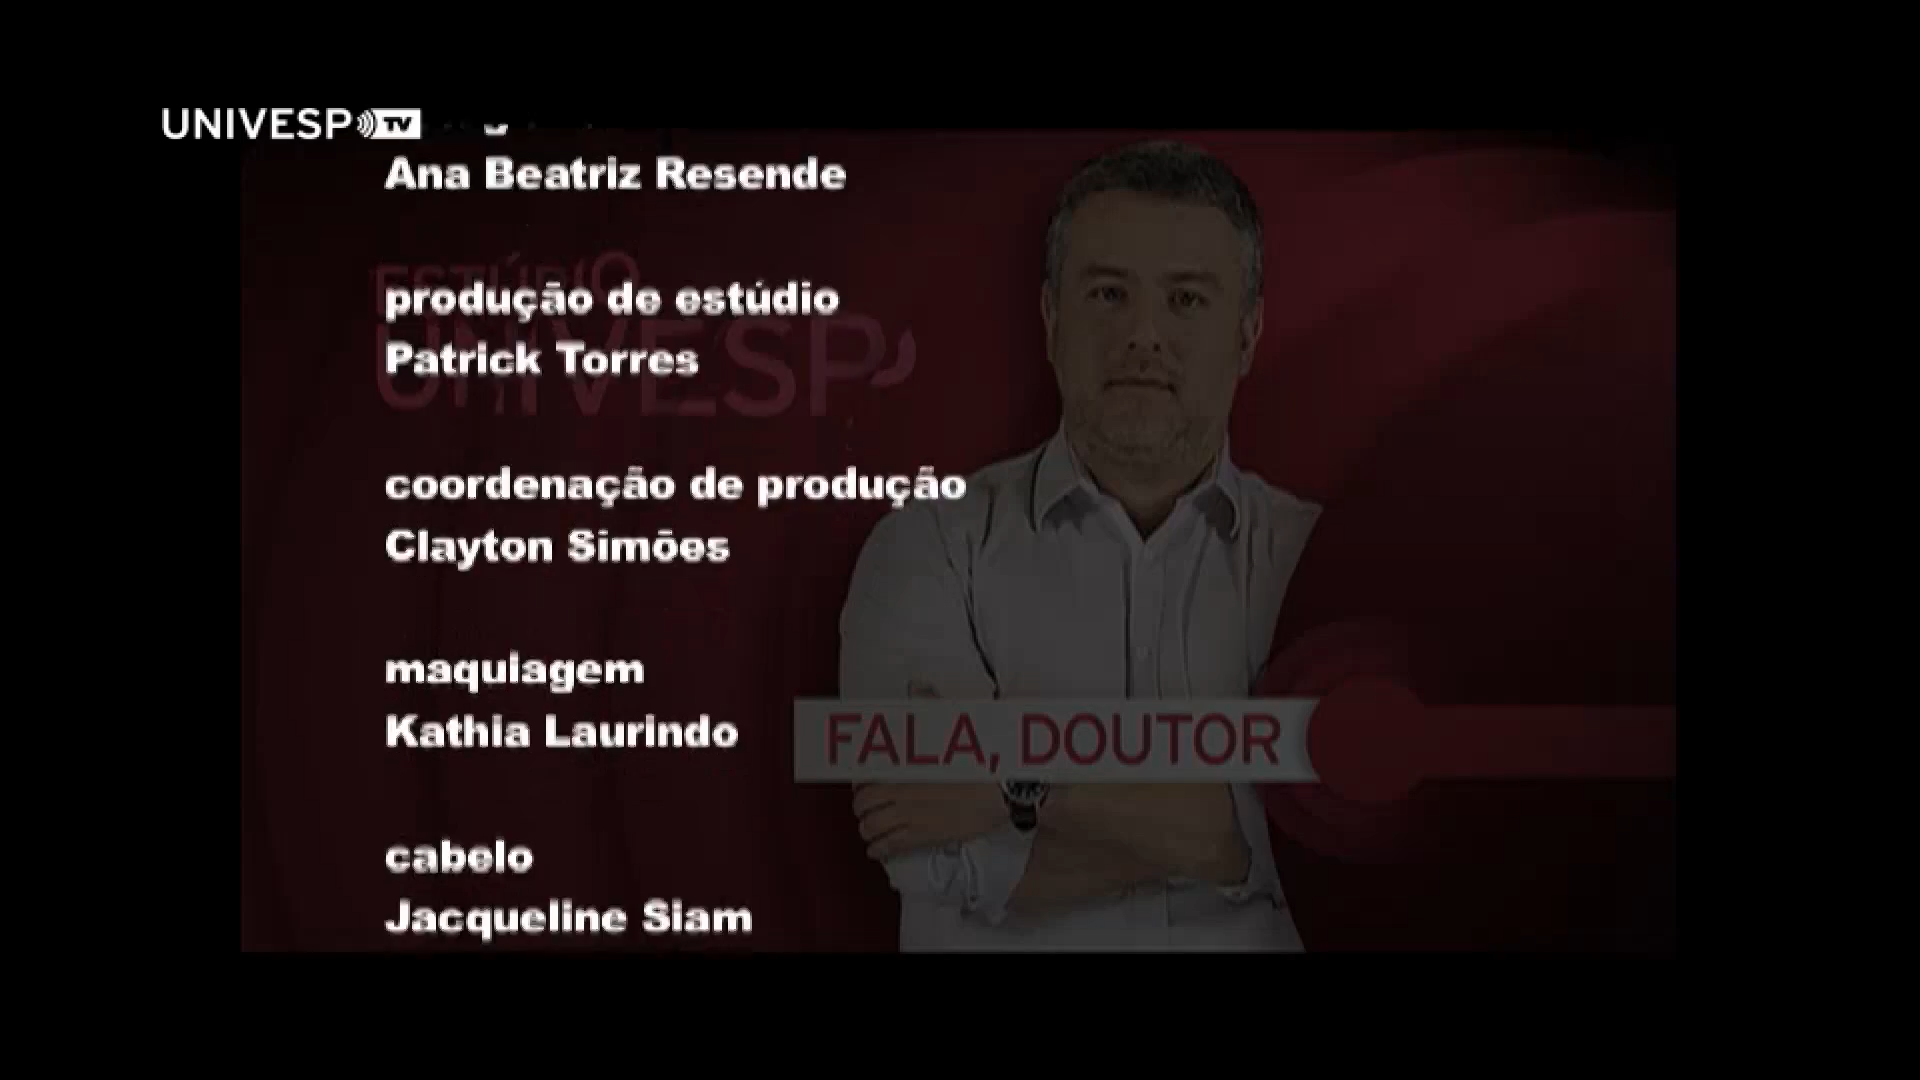 UNIVESP TV
Ana Beatriz Resende
produção de estúdio
Patrick Torres
coordenação de produção
Clayton Simões
maquiagem
Kathia Laurindo
cabelo
Jacqueline Siam
ESTÚDIO
UNIVESP
FALA, DOUTOR